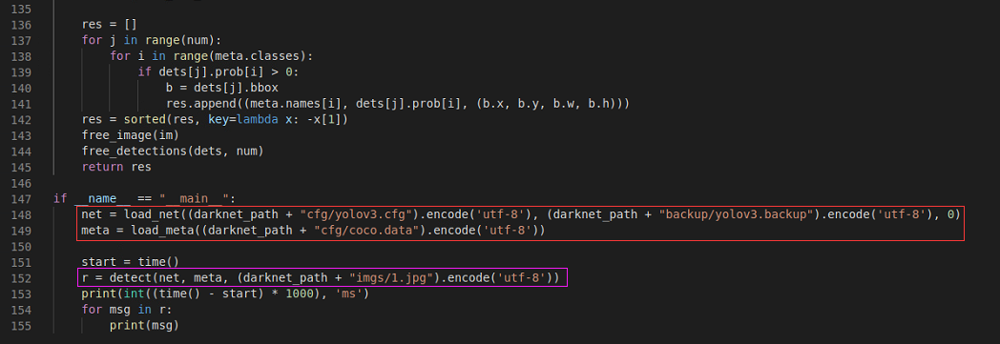 135
136 res = []
137 for j in range(num):
138 for i in range(meta.classes):
139 if dets[j].prob[i] > 0:
140 b = dets[j].bbox
141 res.append((meta.names[i], dets[j].prob[i], (b.x, b.y, b.w, b.h)))
142 res = sorted(res, key=lambda x: -x[1])
143 free_image(im)
144 free_detections(dets, num)
145 return res
146
147 if __name__ == "__main__":
148 net = load_net((darknet_path + "cfg/yolov3.cfg").encode('utf-8'), (darknet_path + "backup/yolov3.backup").encode('utf-8'), 0)
149 meta = load_meta((darknet_path + "cfg/coco.data").encode('utf-8'))
150
151 start = time()
152 r = detect(net, meta, (darknet_path + "imgs/1.jpg").encode('utf-8'))
153 print(int((time() - start) * 1000), 'ms')
154 for msg in r:
155 print(msg)